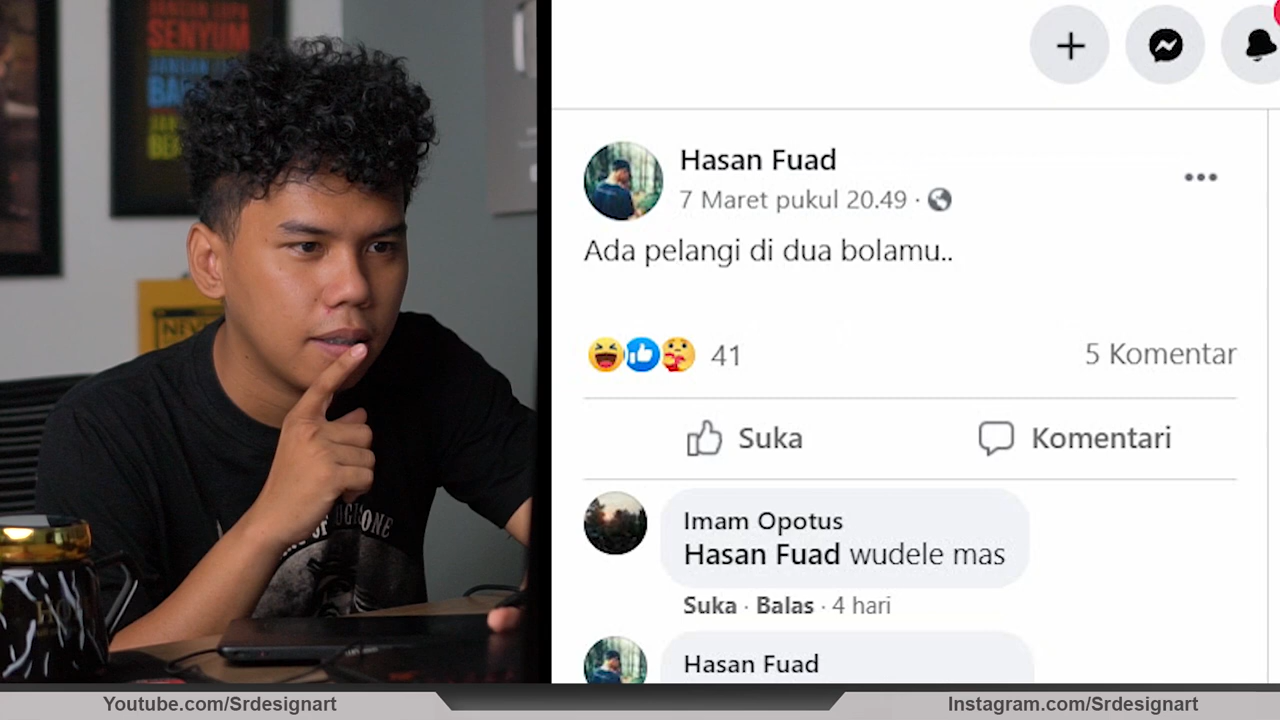 SENYUM
NEVE
Hasan Fuad
7 Maret pukul 20.49 ·
Ada pelangi di dua bolamu..
41
5 Komentar
Suka
Komentari
Imam Opotus
Hasan Fuad wudele mas
Suka · Balas · 4 hari
Hasan Fuad
Youtube.com/Srdesignart
Instagram.com/Srdesignart